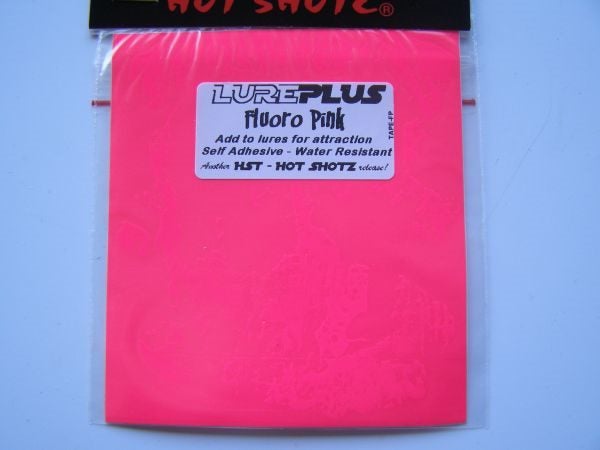 HOT SHOTZ®
LUREPLUS
Fluoro Pink
Add to lures for attraction
Self Adhesive - Water Resistant
Another HST - HOT SHOTZ release!
TAPE-FP